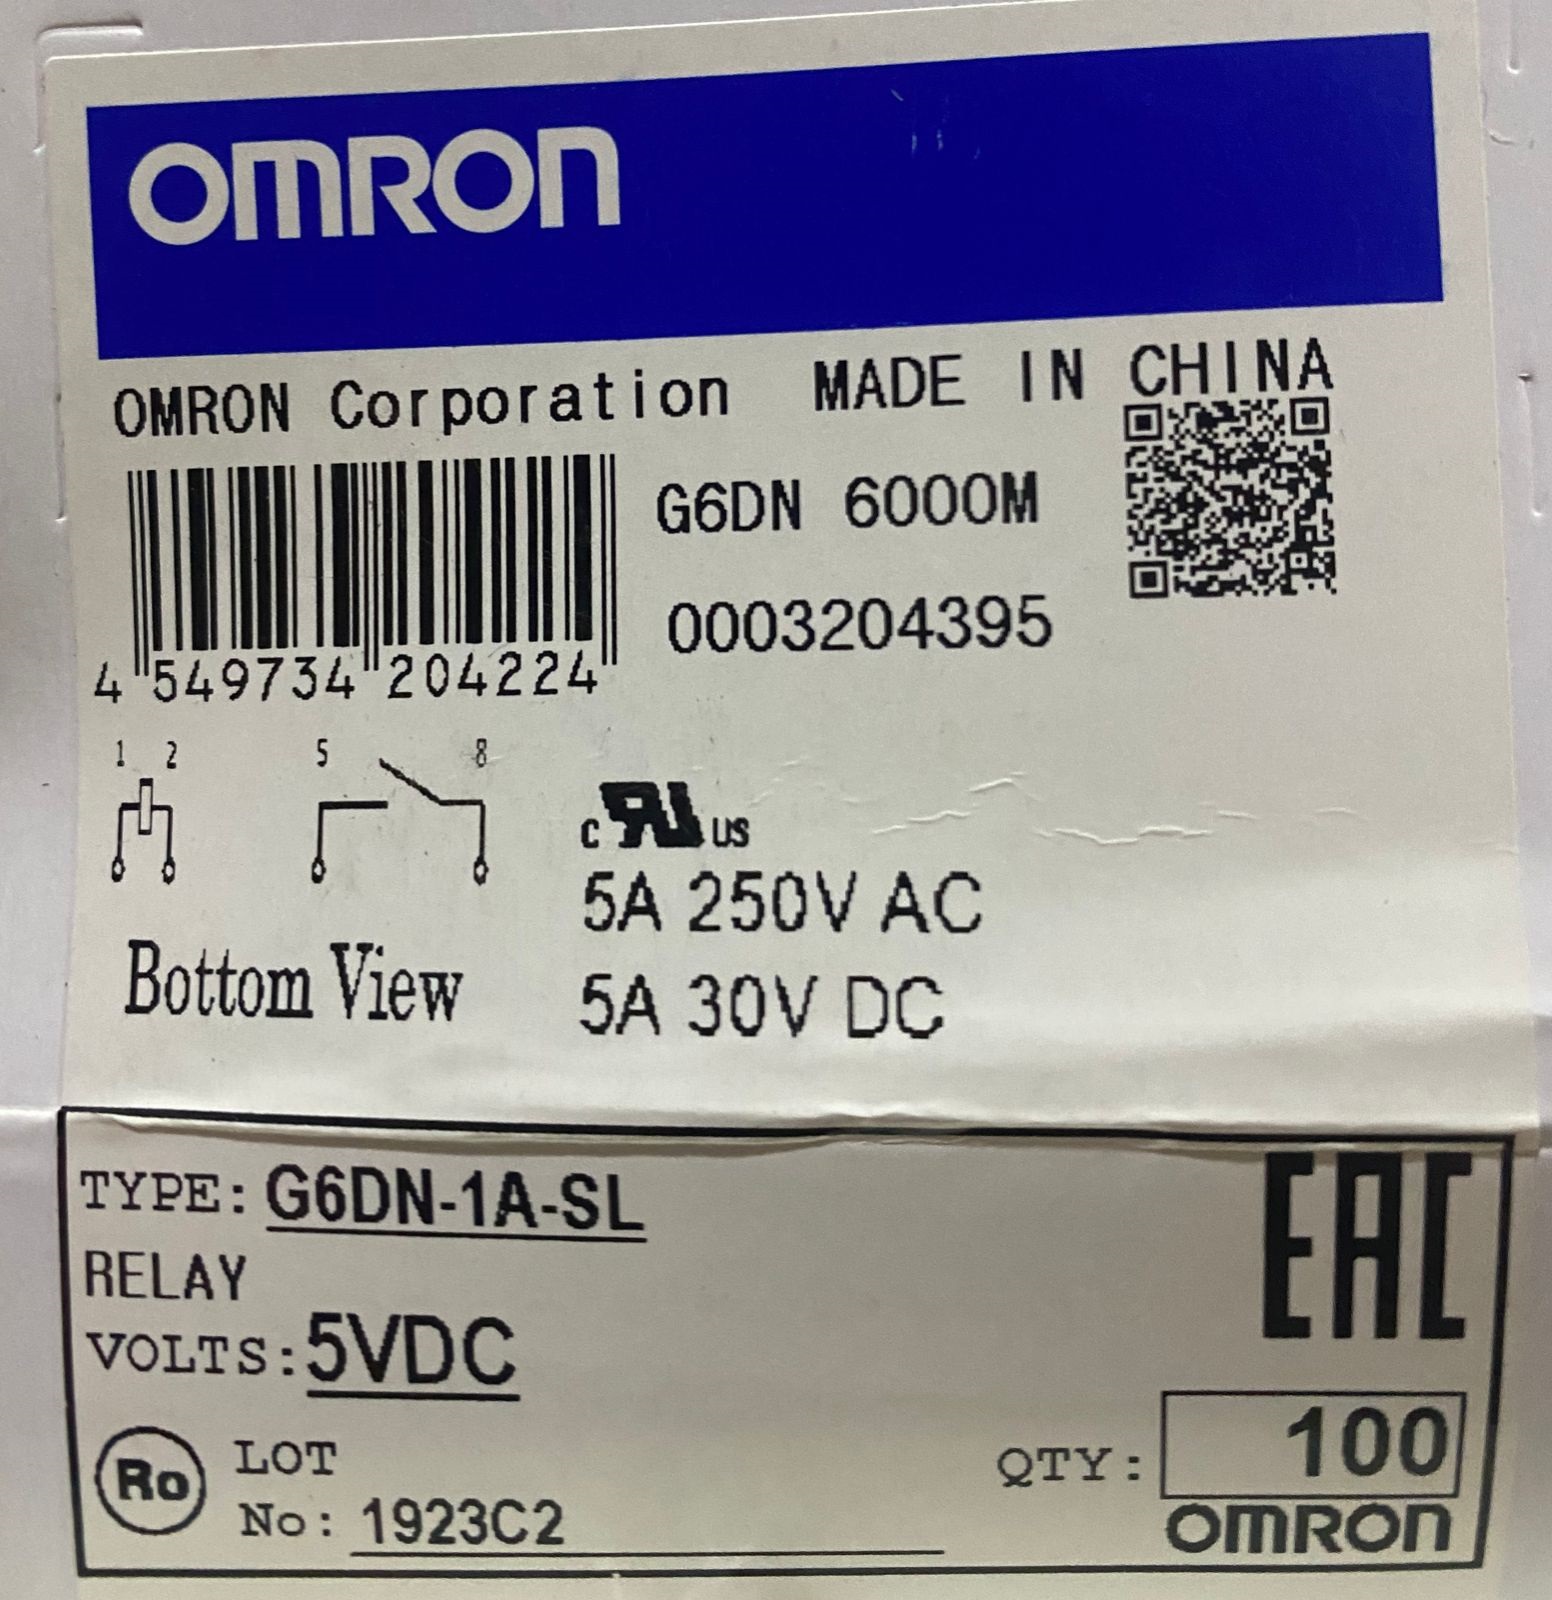 OMRON
OMRON Corporation MADE IN CHINA
G6DN 6000M
0003204395
4 549734 204224
1 2 5 8
c RU us
5A 250V AC
5A 30V DC
Bottom View
TYPE: G6DN-1A-SL
EAC
RELAY
VOLTS: 5VDC
Ro
LOT
No: 1923C2
QTY: 100
OMRON